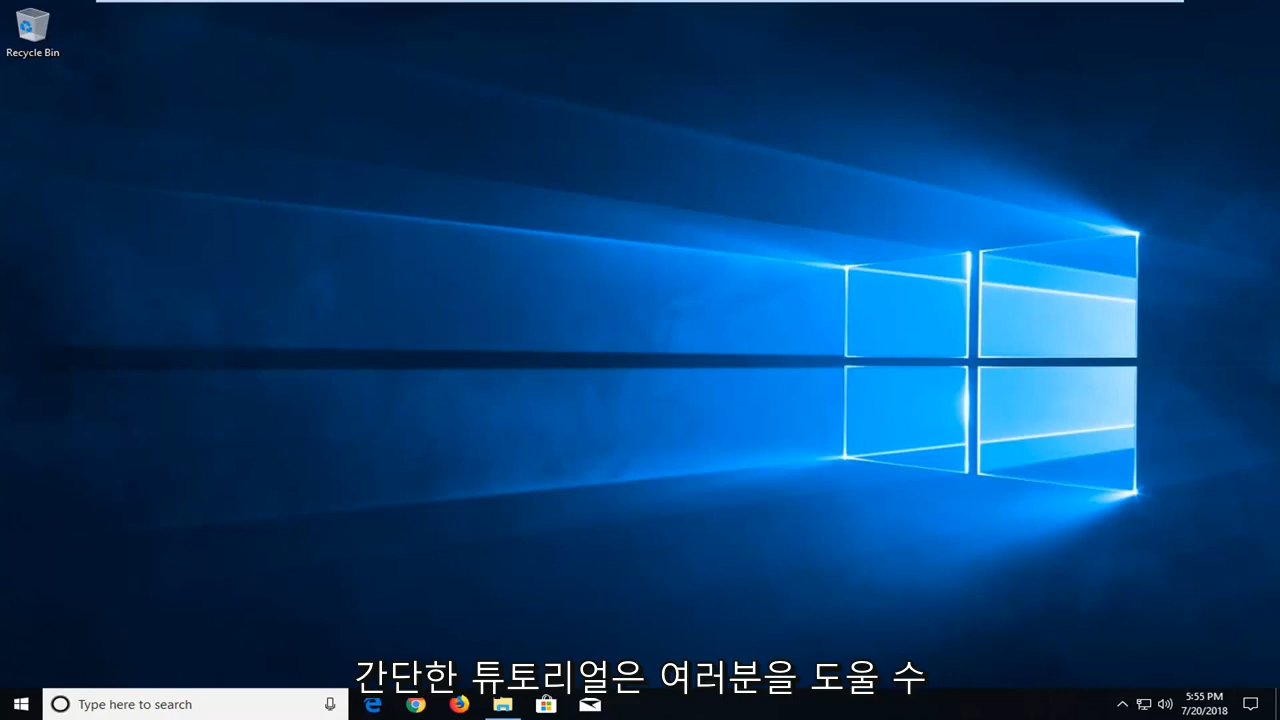 Recycle Bin
간단한 튜토리얼은 여러분을 도울 수
Type here to search
5:55 PM
7/20/2018